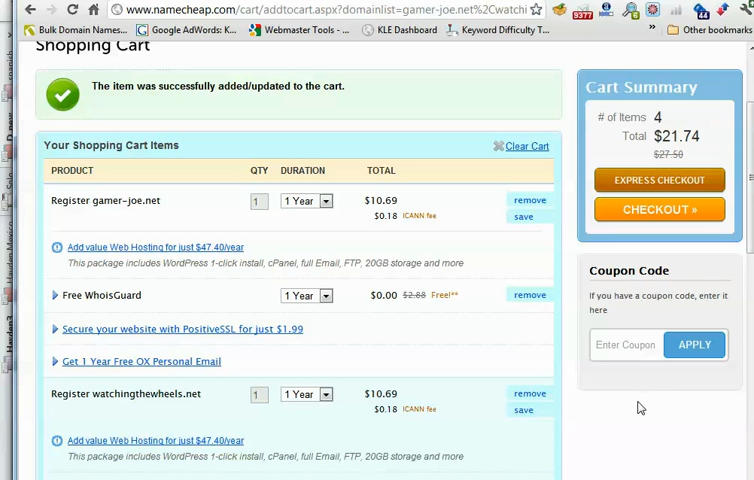 www.namecheap.com/cart/addtocart.aspx?domainlist=gamer-joe.net%2Cwatchi
Bulk Domain Names...
Google AdWords: K...
Webmaster Tools - ...
KLE Dashboard
Keyword Difficulty T...
»
Other bookmarks
9377
44
Shopping Cart
The item was successfully added/updated to the cart.
Your Shopping Cart Items
Clear Cart
PRODUCT QTY DURATION TOTAL
Register gamer-joe.net 1 1 Year $10.69 remove
$0.18 ICANN fee save
Add value Web Hosting for just $47.40/year
This package includes WordPress 1-click install, cPanel, full Email, FTP, 20GB storage and more
Free WhoisGuard 1 Year $0.00 $2.88 Free!** remove
Secure your website with PositiveSSL for just $1.99
Get 1 Year Free OX Personal Email
Register watchingthewheels.net 1 1 Year $10.69 remove
$0.18 ICANN fee save
Add value Web Hosting for just $47.40/year
This package includes WordPress 1-click install, cPanel, full Email, FTP, 20GB storage and more
Cart Summary
# of Items 4
Total $21.74
$27.50
EXPRESS CHECKOUT
CHECKOUT »
Coupon Code
If you have a coupon code, enter it
here
Enter Coupon APPLY